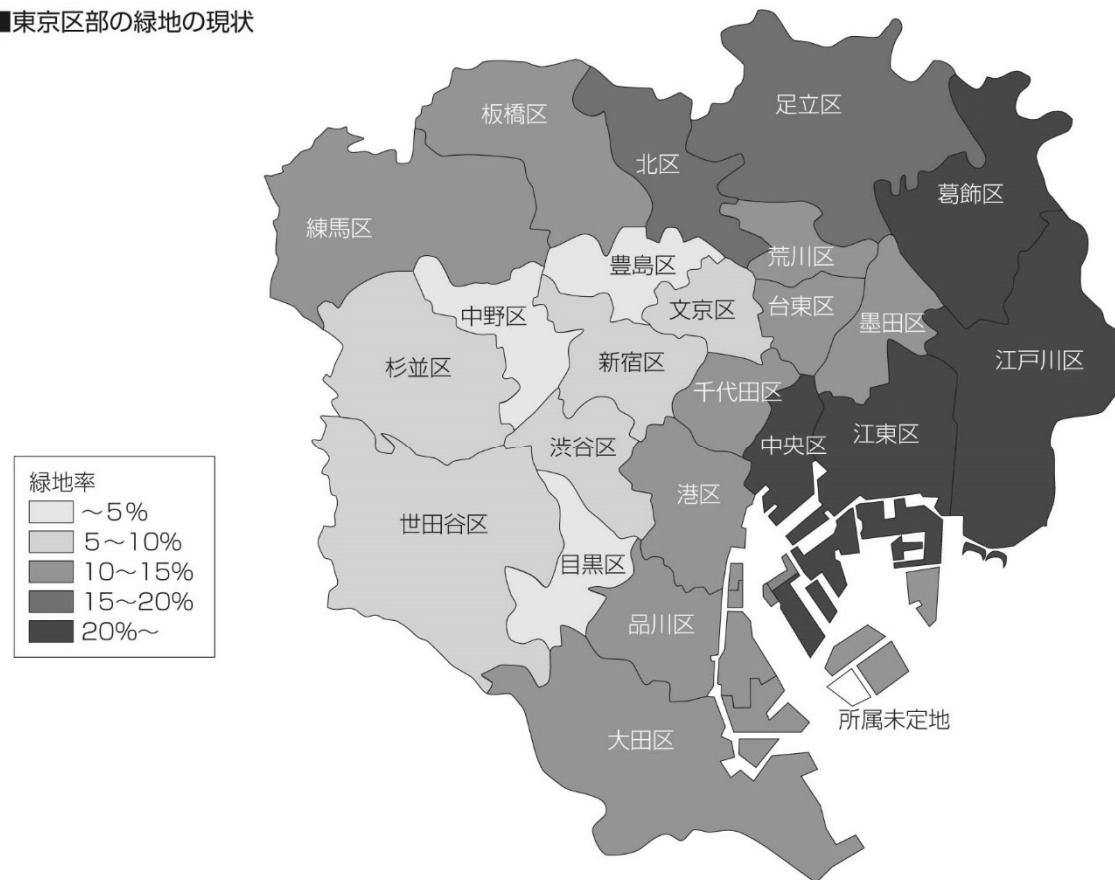 ■東京区部の緑地の現状
足立区
板橋区
北区
葛飾区
練馬区
荒川区
豊島区
台東区
文京区
中野区
墨田区
江戸川区
新宿区
杉並区
千代田区
江東区
中央区
渋谷区
港区
世田谷区
目黒区
品川区
大田区
所属未定地
緑地率
～5%
5～10%
10～15%
15～20%
20%～